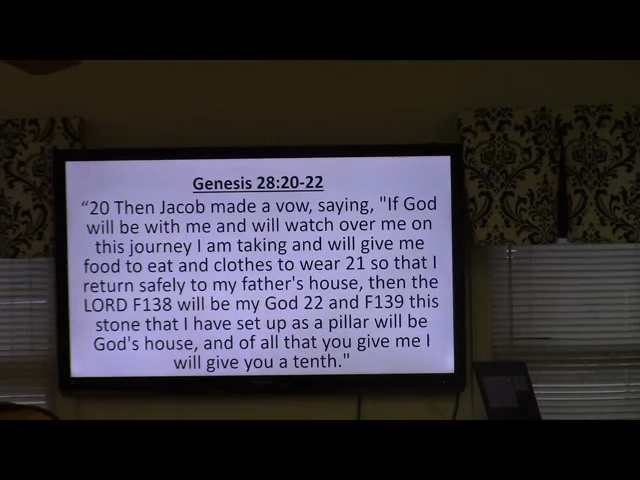 Genesis 28:20-22
“20 Then Jacob made a vow, saying, "If God
will be with me and will watch over me on
this journey I am taking and will give me
food to eat and clothes to wear 21 so that I
return safely to my father's house, then the
LORD F138 will be my God 22 and F139 this
stone that I have set up as a pillar will be
God's house, and of all that you give me I
will give you a tenth."